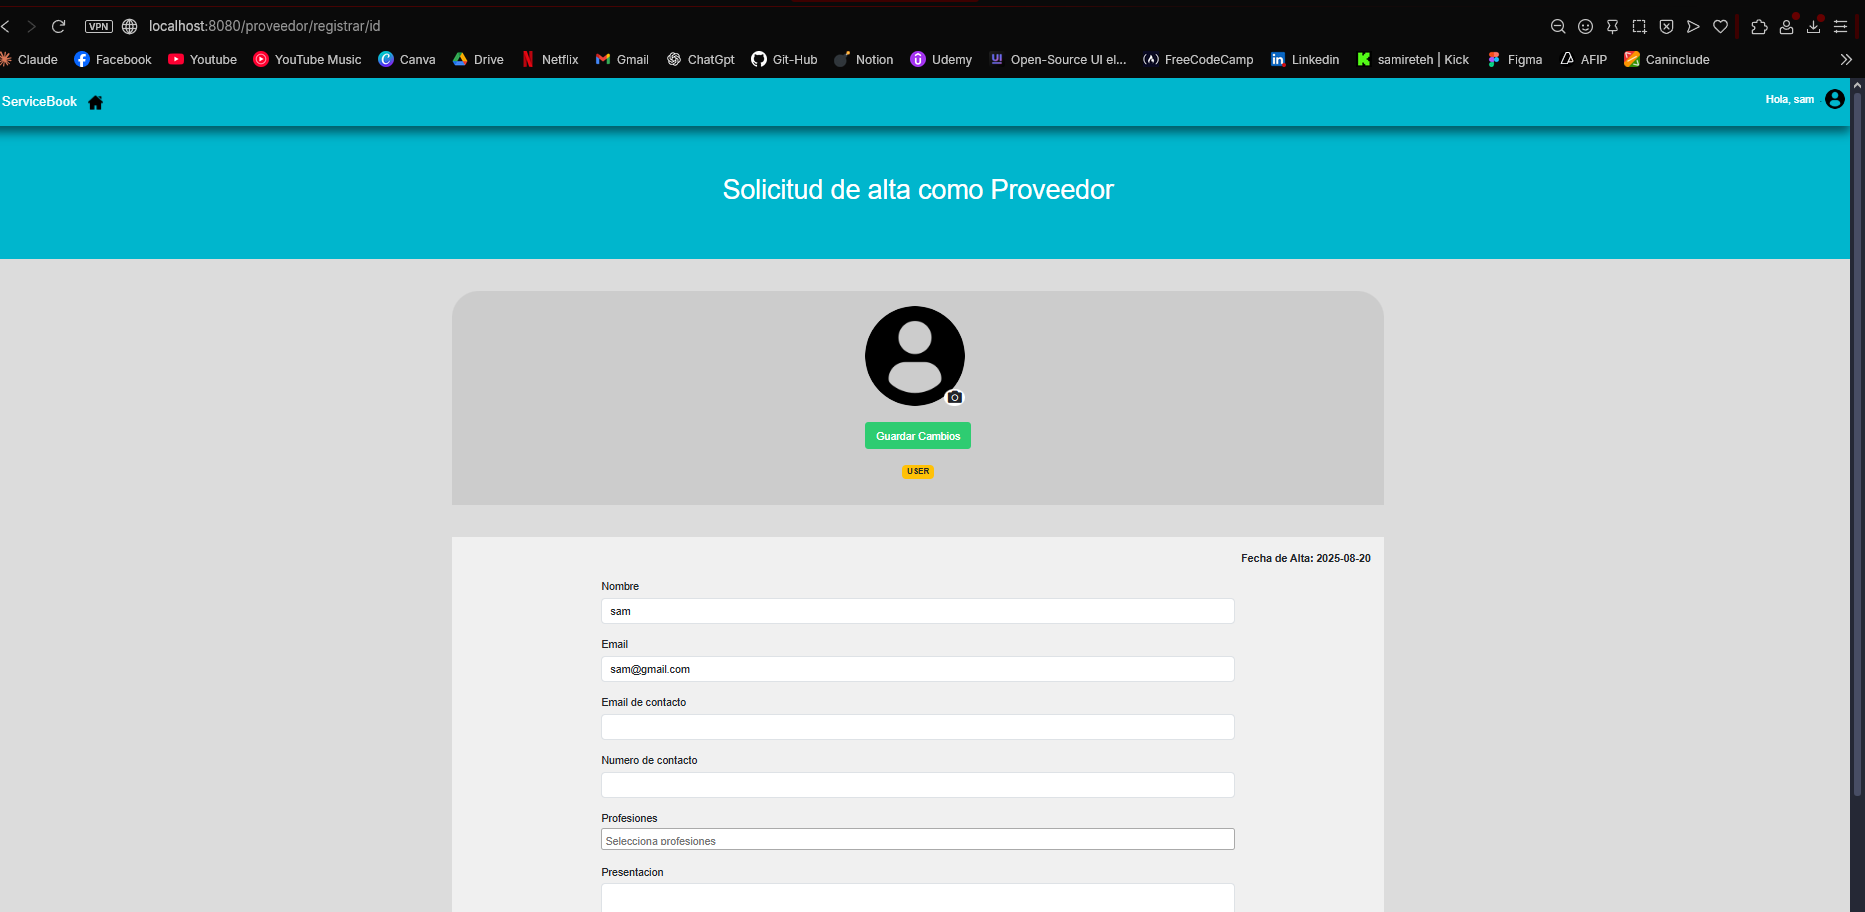 VPN localhost:8080/proveedor/registrar/id
Claude Facebook Youtube YouTube Music Canva Drive Netflix Gmail ChatGpt Git-Hub Notion Udemy UI Open-Source UI el... FreeCodeCamp Linkedin samireteh | Kick Figma AFIP Caninclude
ServiceBook Hola, sam
Solicitud de alta como Proveedor
Guardar Cambios
USER
Fecha de Alta: 2025-08-20
Nombre
sam
Email
sam@gmail.com
Email de contacto
Numero de contacto
Profesiones
Selecciona profesiones
Presentacion